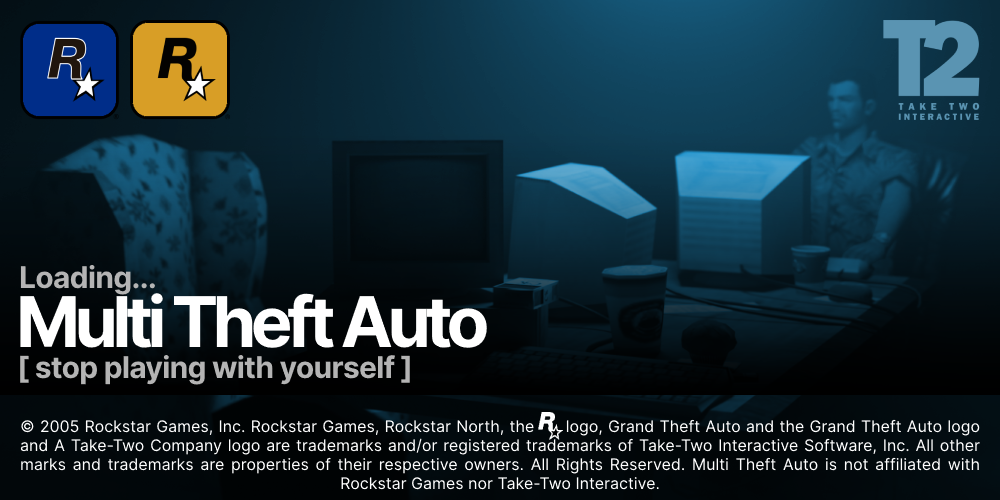 R
R
T2
TAKE TWO
INTERACTIVE
Loading...
Multi Theft Auto
[ stop playing with yourself ]
© 2005 Rockstar Games, Inc. Rockstar Games, Rockstar North, the R logo, Grand Theft Auto and the Grand Theft Auto logo
and A Take-Two Company logo are trademarks and/or registered trademarks of Take-Two Interactive Software, Inc. All other
marks and trademarks are properties of their respective owners. All Rights Reserved. Multi Theft Auto is not affiliated with
Rockstar Games nor Take-Two Interactive.